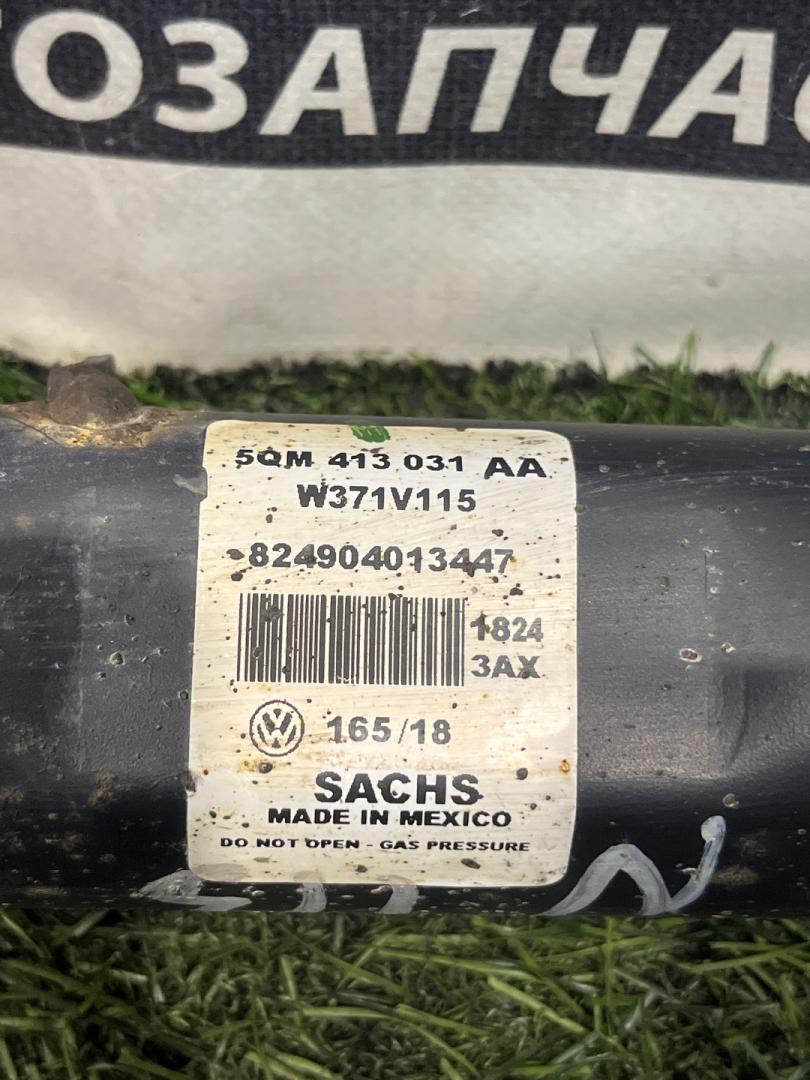 ОЗАПЧАС
5QM 413 031 AA
W371V115
824904013447
1824
3AX
165/18
SACHS
MADE IN MEXICO
DO NOT OPEN - GAS PRESSURE